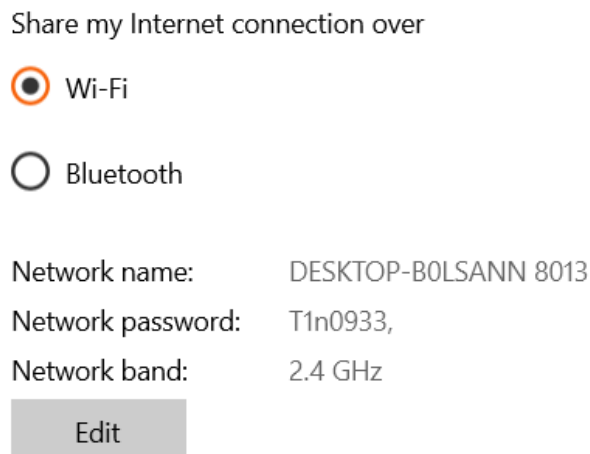 Share my Internet connection over
Wi-Fi
Bluetooth
Network name: DESKTOP-B0LSANN 8013
Network password: T1n0933,
Network band: 2.4 GHz
Edit